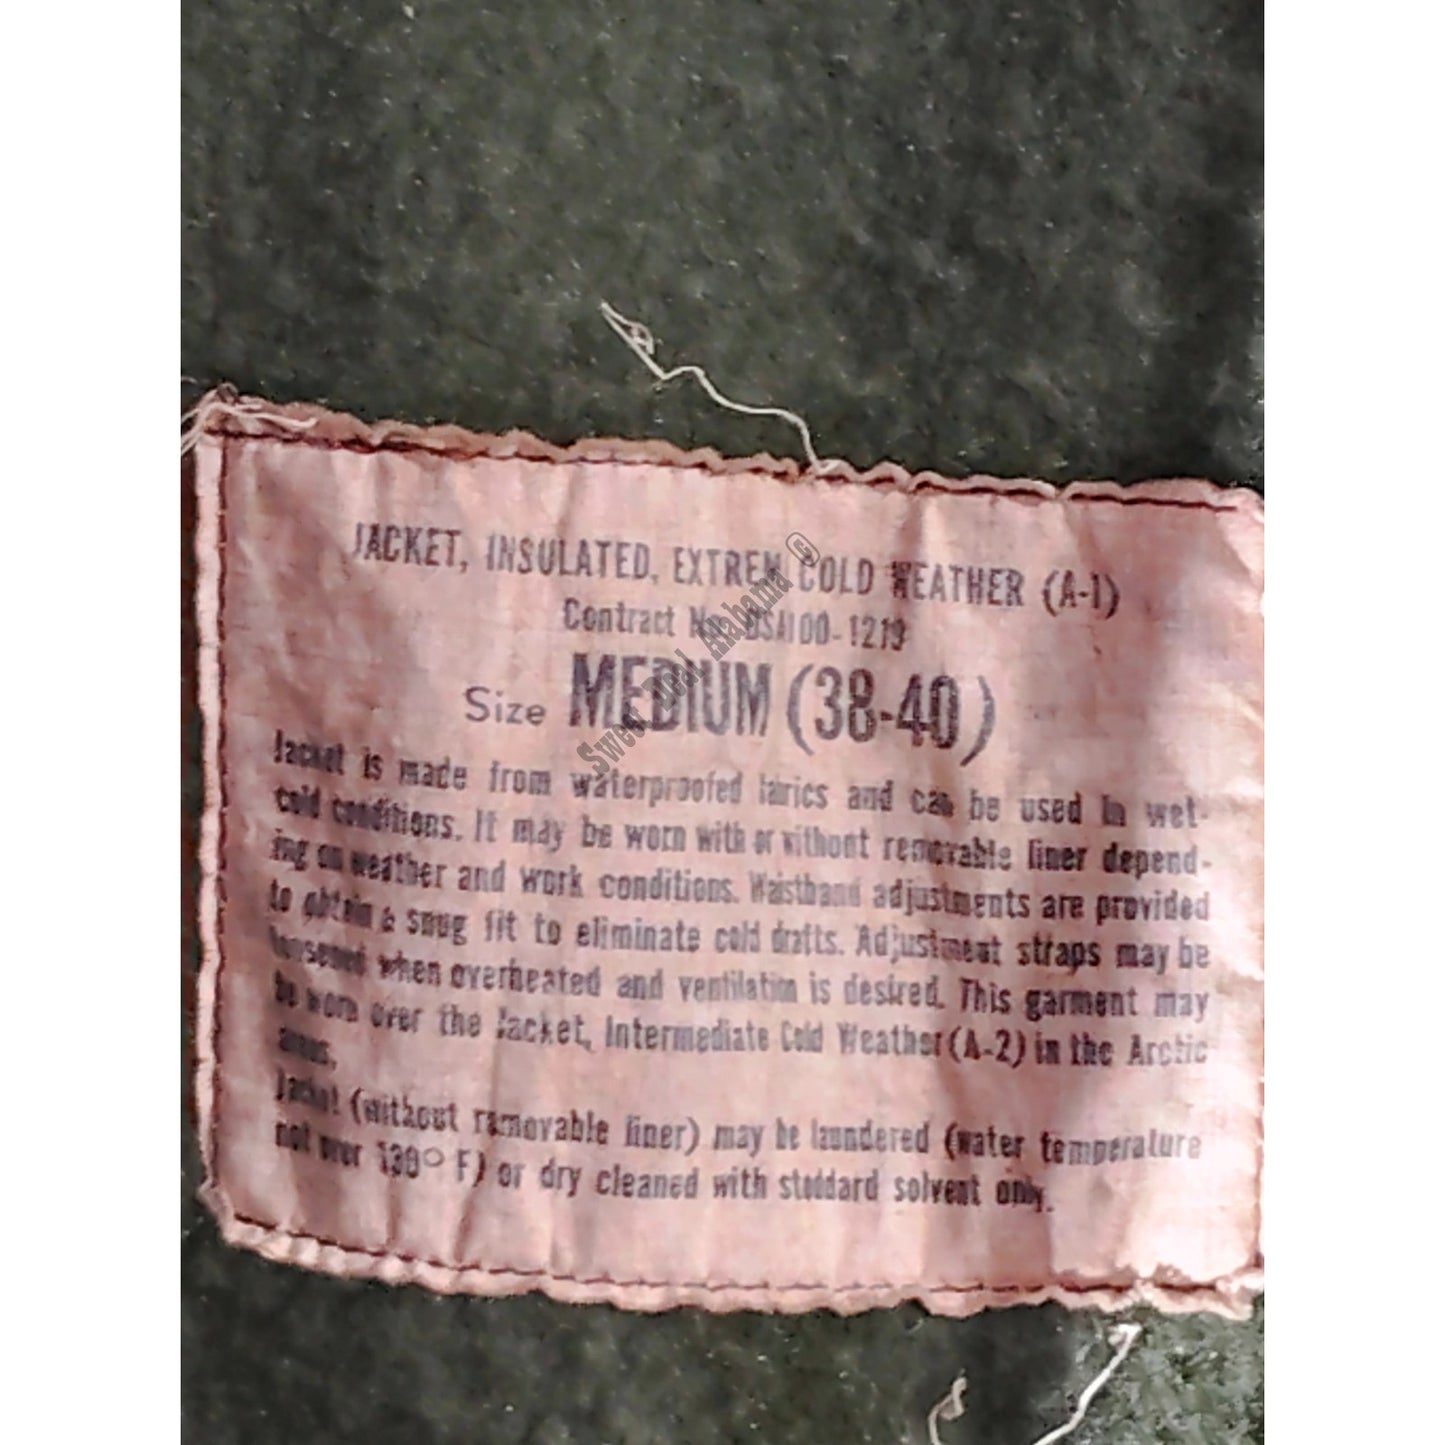 JACKET, INSULATED, EXTREM COLD WEATHER (A-1)
Contract No. DSA100-1219
Size MEDIUM (38-40)
Jacket is made from waterproofed farics and can be used in wet-
cold conditions. It may be worn with or without removable liner depend-
ing on weather and work conditions. Waistband adjustments are provided
to obtain a snug fit to eliminate cold drafts. Adjustment straps may be
loosened when overheated and ventilation is desired. This garment may
be worn over the Jacket, Intermediate Cold Weather (A-2) in the Arctic
Jacket (without removable liner) may be laundered (water temperature
not over 130° F) or dry cleaned with stoddard solvent only.
Sweet Deal Alabama ©